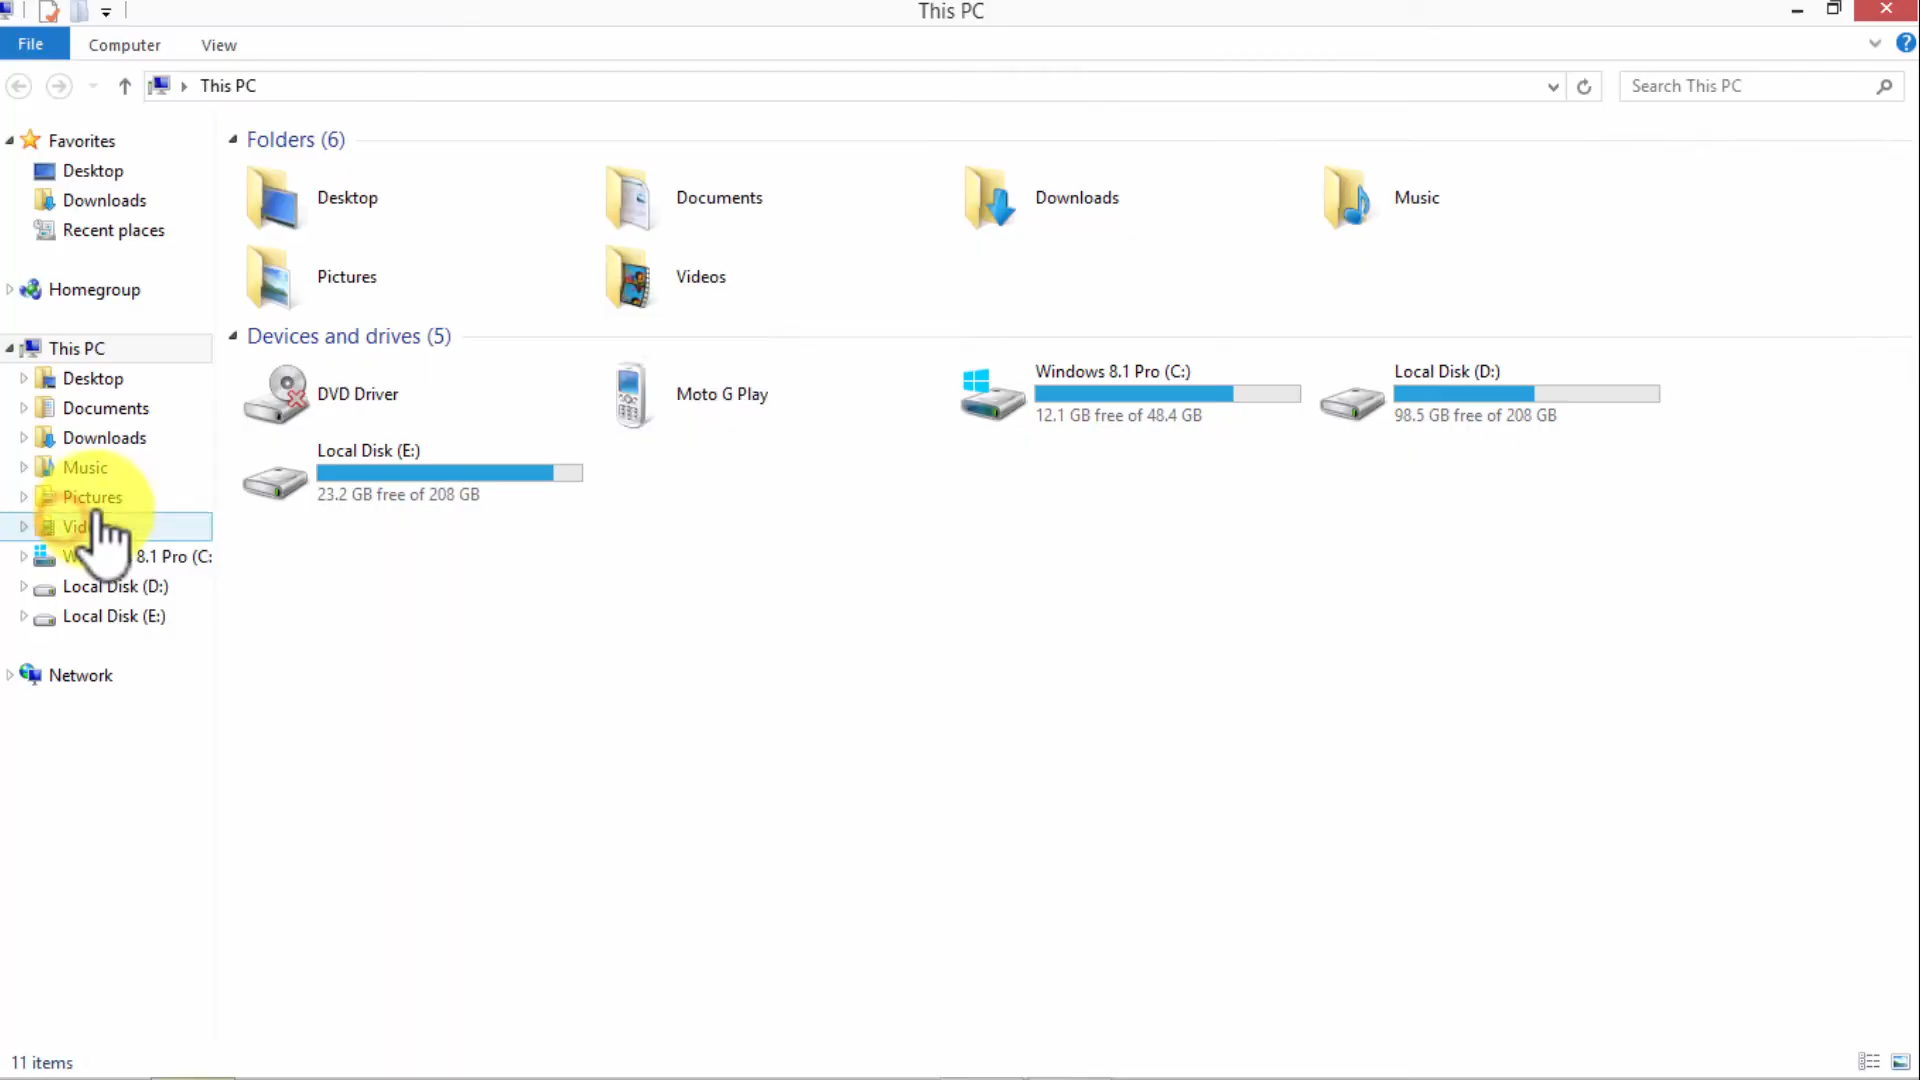 This PC
File
Computer
View
This PC
Search This PC
Favorites
Desktop
Downloads
Recent places
Homegroup
This PC
Desktop
Documents
Downloads
Music
Pictures
8.1 Pro (C:
Local Disk (D:)
Local Disk (E:)
Network
Folders (6)
Desktop
Documents
Downloads
Music
Pictures
Videos
Devices and drives (5)
DVD Driver
Moto G Play
Windows 8.1 Pro (C:)
12.1 GB free of 48.4 GB
Local Disk (D:)
98.5 GB free of 208 GB
Local Disk (E:)
23.2 GB free of 208 GB
11 items